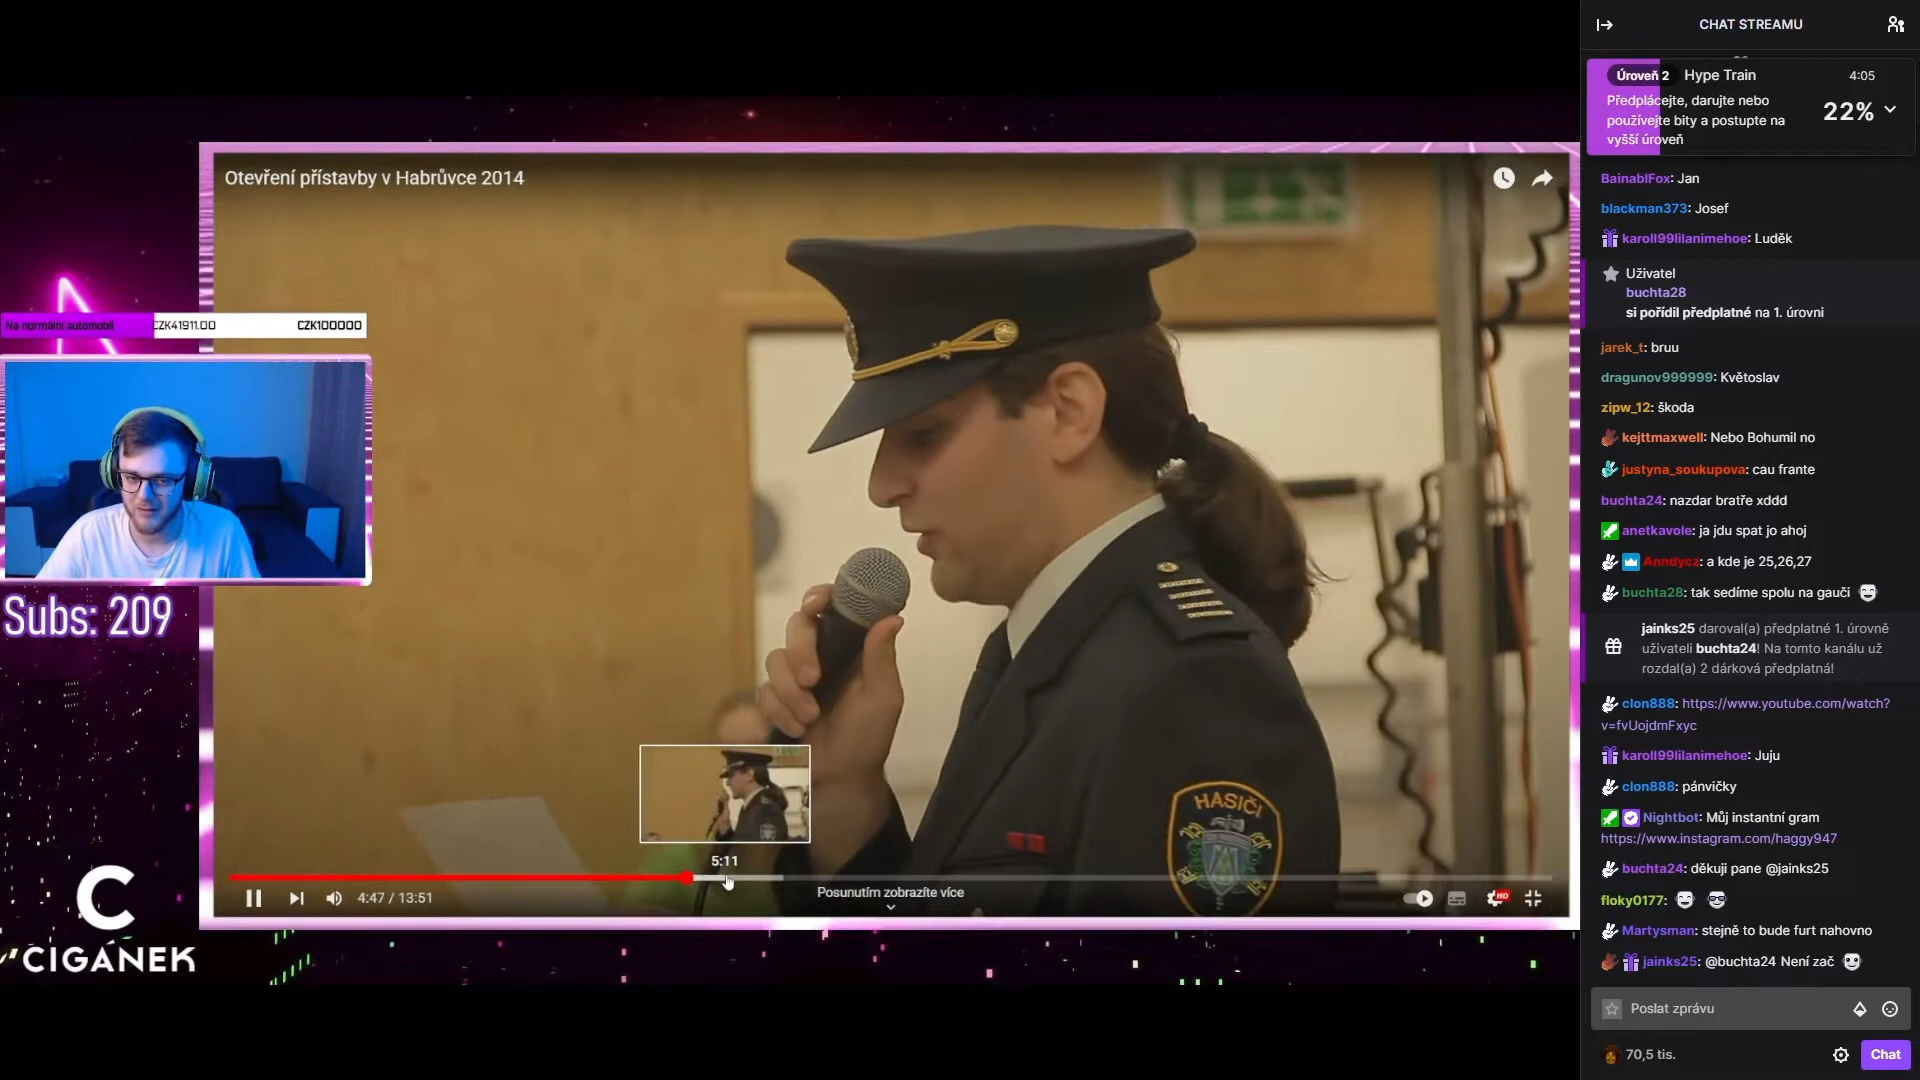 Otevření přístavby v Habrůvce 2014
HASIČI
5:11
Posunutím zobrazíte více
4:47 / 13:51
HD
Na normální automobil
CZK41911.00
CZK100000
Subs: 209
C
CIGÁNEK
CHAT STREAMU
Úroveň 2 Hype Train 4:05
Předplácejte, darujte nebo
používejte bity a postupte na
vyšší úroveň
22%
BainablFox: Jan
blackman373: Josef
karoll99lilanimehoe: Luděk
Uživatel
buchta28
si pořídil předplatné na 1. úrovni
jarek_t: bruu
dragunov999999: Květoslav
zipw_12: škoda
kejttmaxwell: Nebo Bohumil no
justyna_soukupova: cau frante
buchta24: nazdar bratře xddd
anetkavole: ja jdu spat jo ahoj
Anndycz: a kde je 25,26,27
buchta28: tak sedíme spolu na gauči
jainks25 daroval(a) předplatné 1. úrovně
uživateli buchta24! Na tomto kanálu už
rozdal(a) 2 dárková předplatná!
clon888: https://www.youtube.com/watch?
v=fvUojdmFxyc
karoll99lilanimehoe: Juju
clon888: pánvičky
Nightbot: Můj instantní gram
https://www.instagram.com/haggy947
buchta24: děkuji pane @jainks25
floky0177:
Martysman: stejně to bude furt nahovno
jainks25: @buchta24 Není zač
Poslat zprávu
70,5 tis.
Chat